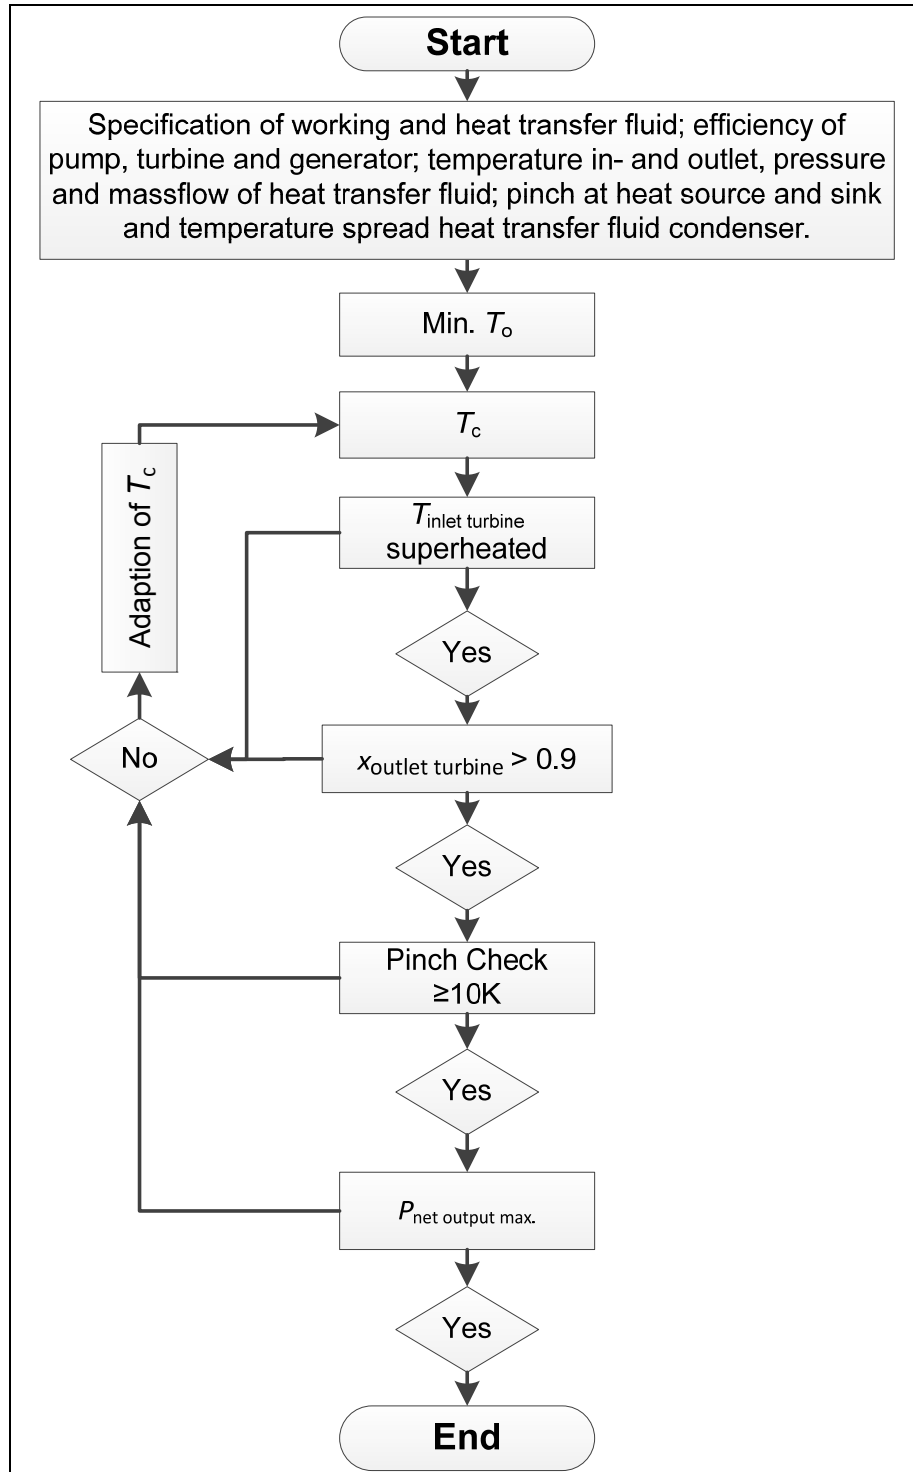 Start
Specification of working and heat transfer fluid; efficiency of
pump, turbine and generator; temperature in- and outlet, pressure
and massflow of heat transfer fluid; pinch at heat source and sink
and temperature spread heat transfer fluid condenser.
Min. To
Tc
Adaption of Tc
Tinlet turbine
superheated
Yes
No
xoutlet turbine > 0.9
Yes
Pinch Check
≥10K
Yes
Pnet output max.
Yes
End